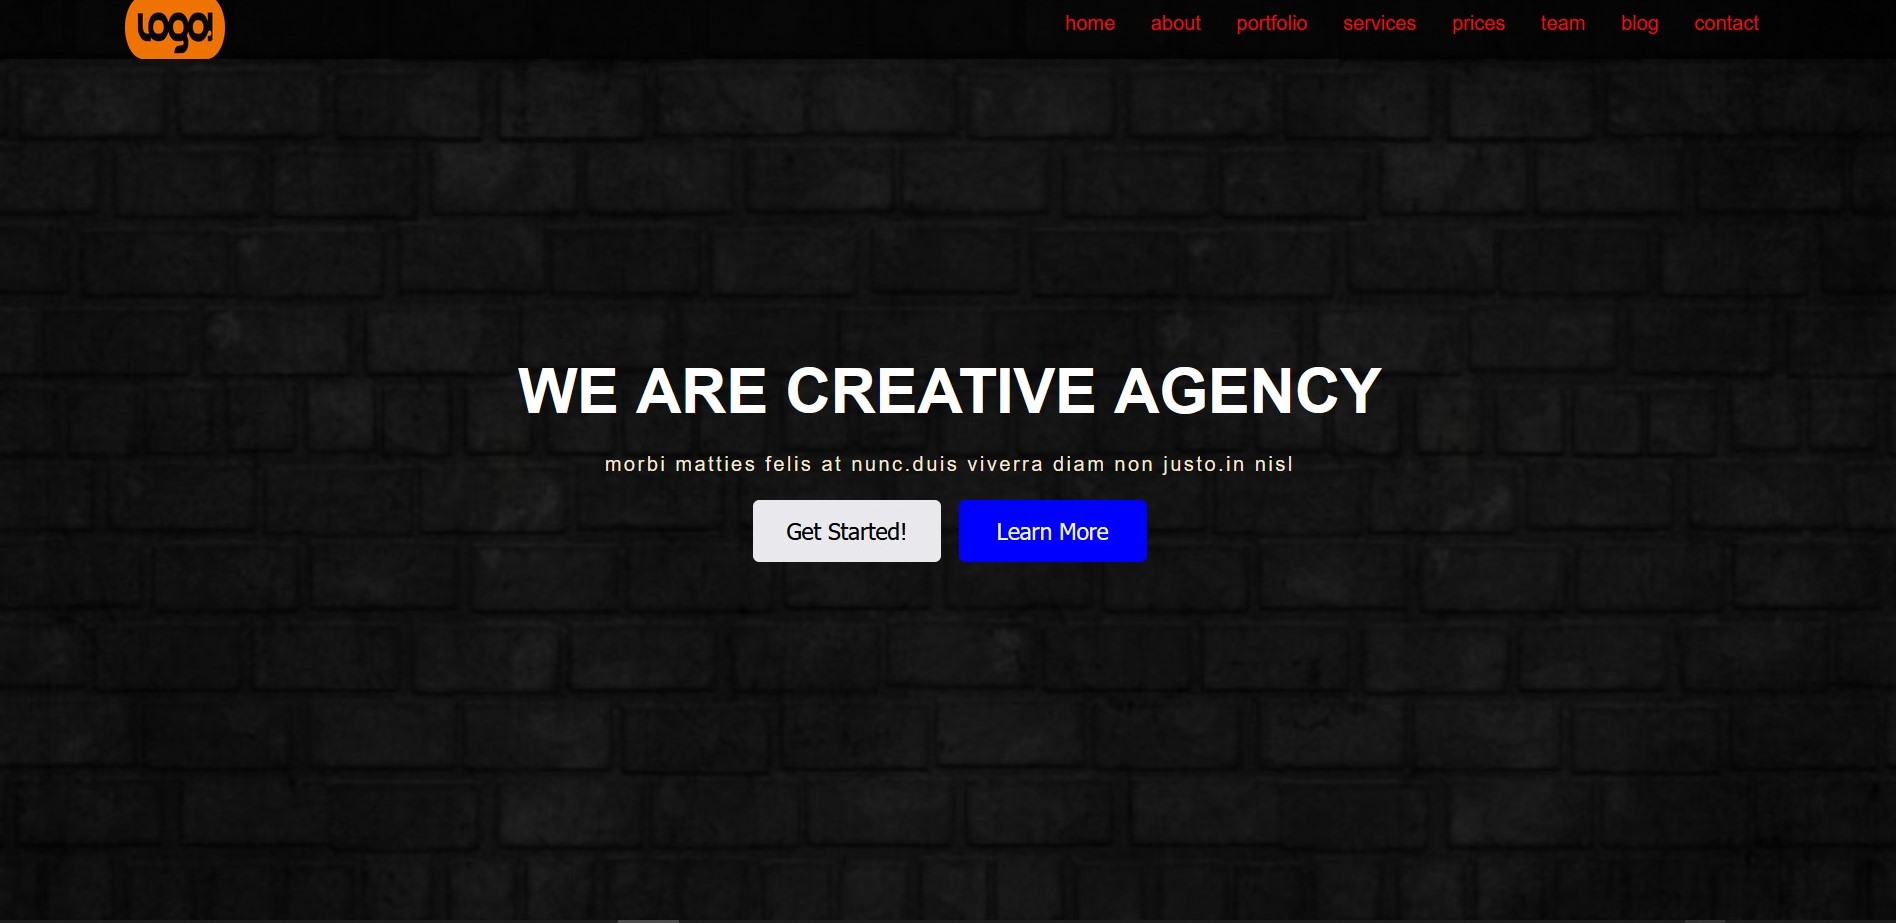 LOGO!
home about portfolio services prices team blog contact
WE ARE CREATIVE AGENCY
morbi matties felis at nunc.duis viverra diam non justo.in nisl
Get Started! Learn More